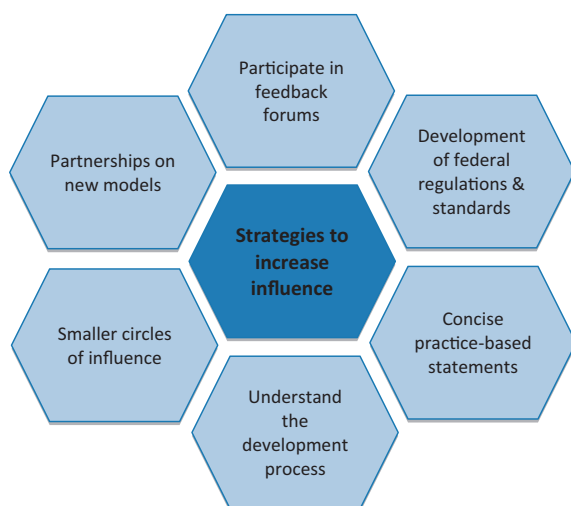 Participate in
feedback
forums
Development
of federal
regulations &
standards
Partnerships on
new models
Strategies to
increase
influence
Concise
practice-based
statements
Smaller circles
of influence
Understand
the
development
process